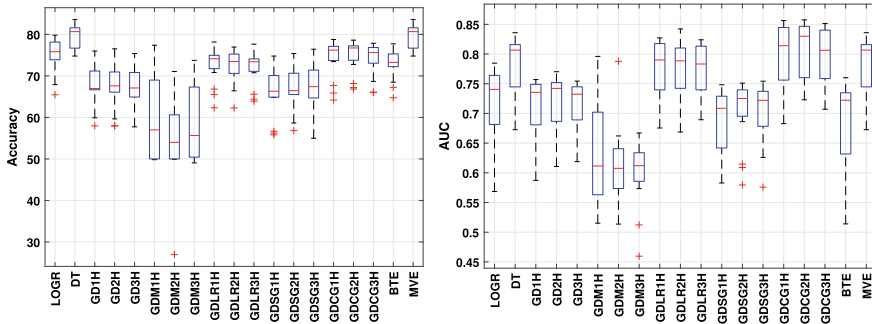 Accuracy
80
70
60
50
40
30
LOGR
DT
GD1H
GD2H
GD3H
GDM1H
GDM2H
GDM3H
GDLR1H
GDLR2H
GDLR3H
GDSG1H
GDSG2H
GDSG3H
GDCG1H
GDCG2H
GDCG3H
BTE
MVE
AUC
0.85
0.8
0.75
0.7
0.65
0.6
0.55
0.5
0.45
LOGR
DT
GD1H
GD2H
GD3H
GDM1H
GDM2H
GDM3H
GDLR1H
GDLR2H
GDLR3H
GDSG1H
GDSG2H
GDSG3H
GDCG1H
GDCG2H
GDCG3H
BTE
MVE